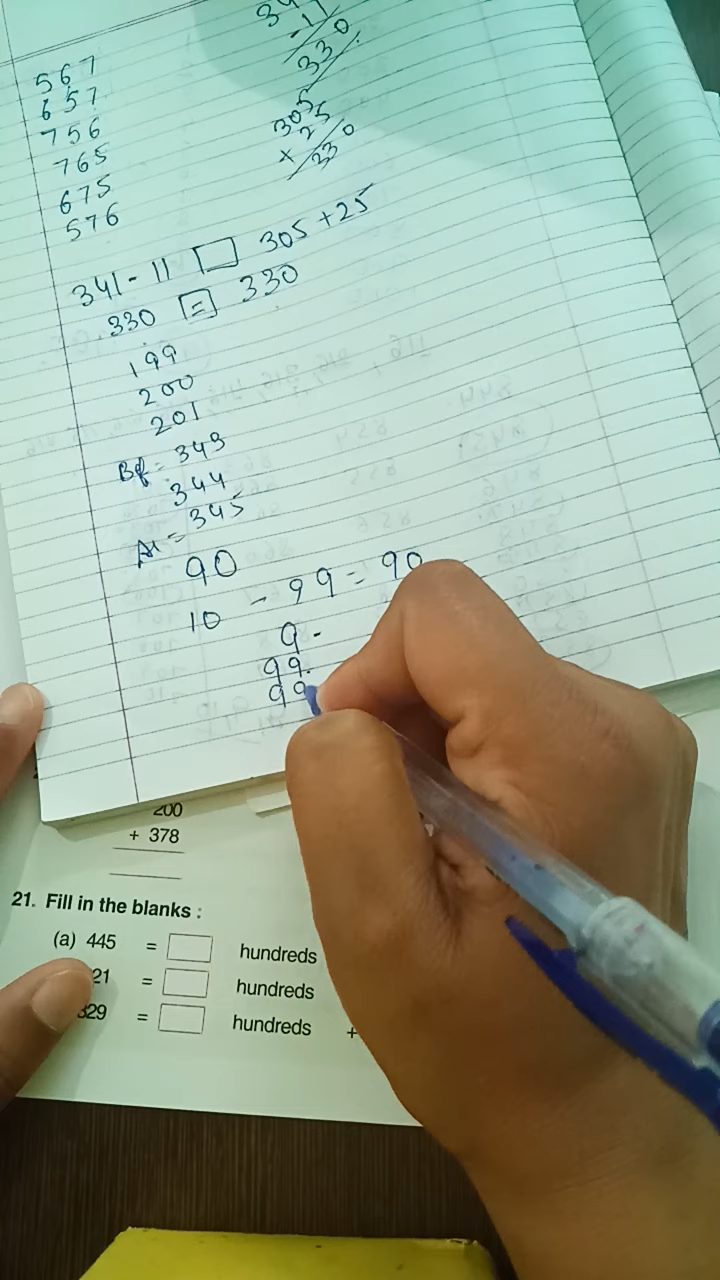 567
657
756
765
675
576
34
-11
330
305
× 25
330
341-11 □ 305+25
330 = 330
199
200
201
Bf = 343
344
345
Af =
90
10 - 99 = 90
9.
99.
99
200
+ 378
21. Fill in the blanks :
(a) 445 = □ hundreds
21 = □ hundreds
329 = □ hundreds +